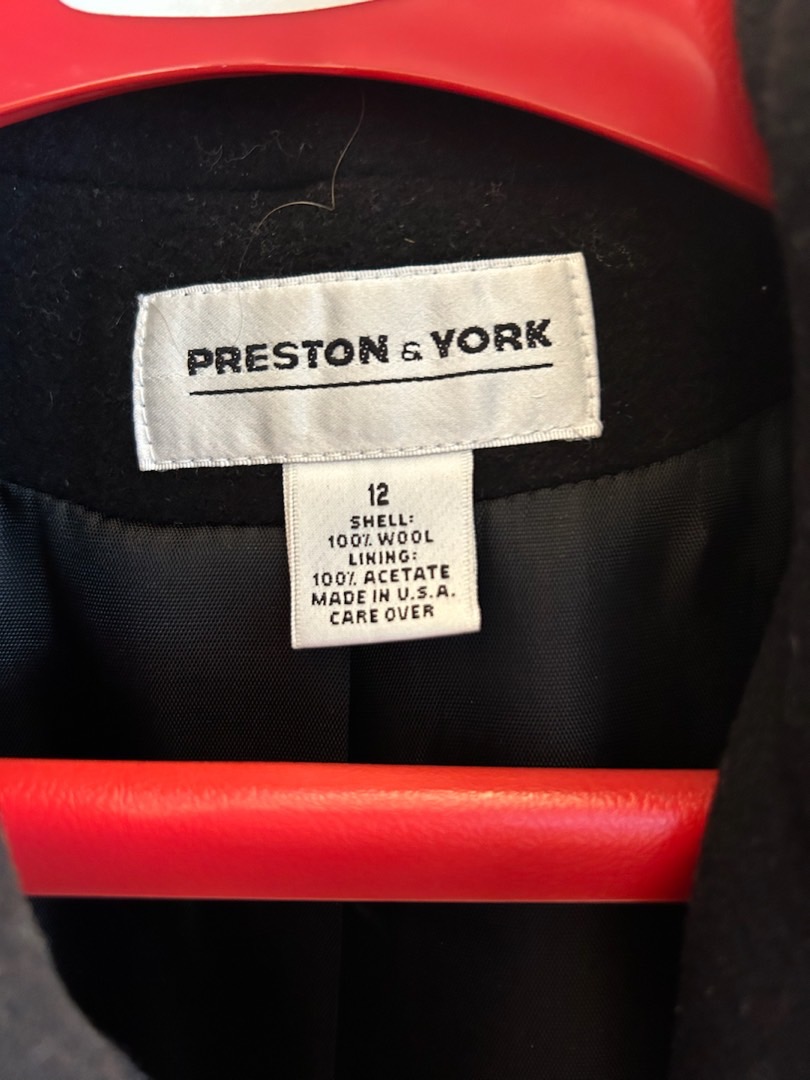 PRESTON & YORK
12
SHELL:
100% WOOL
LINING:
100% ACETATE
MADE IN U.S.A.
CARE OVER